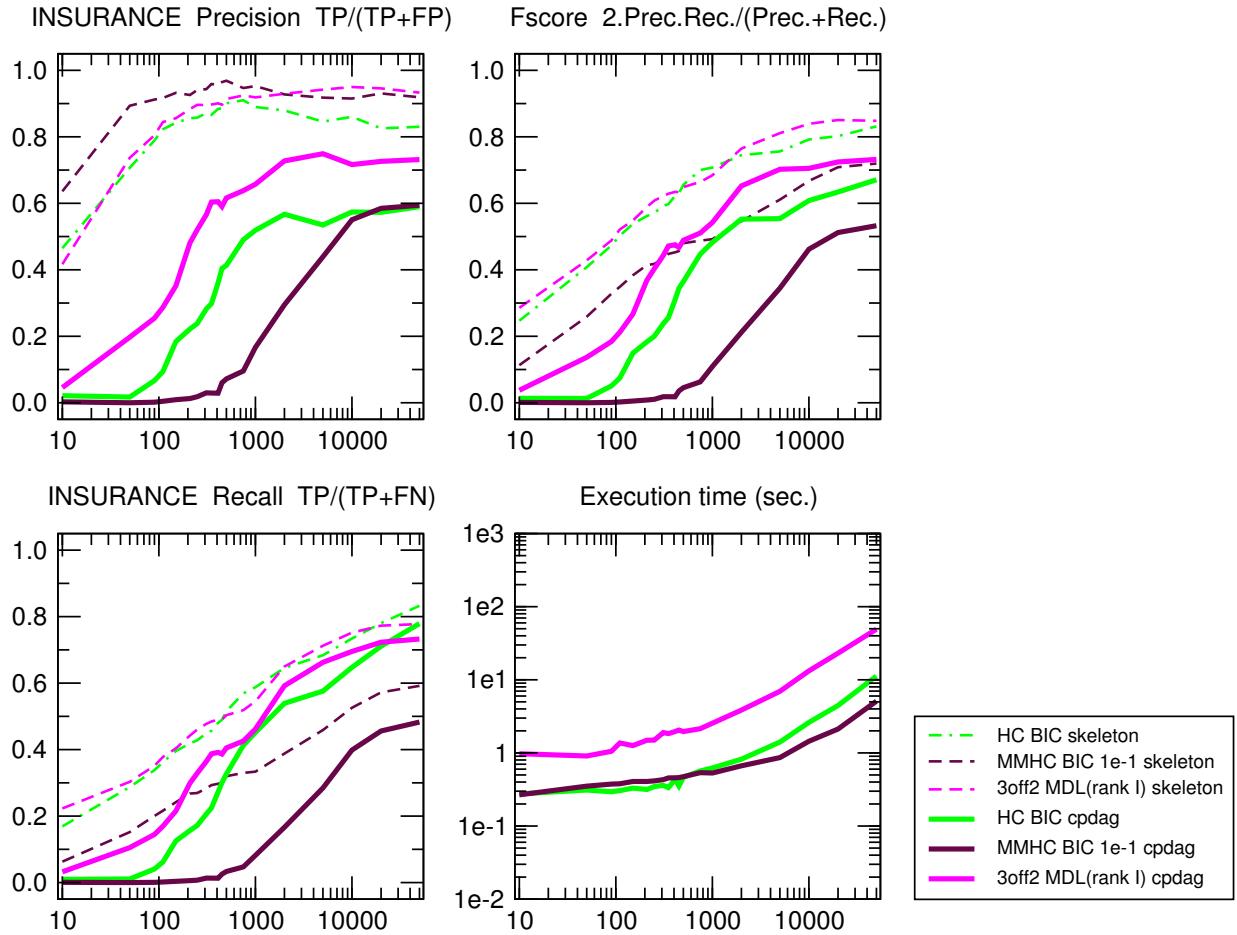 INSURANCE Precision TP/(TP+FP)
1.0
0.8
0.6
0.4
0.2
0.0
10 100 1000 10000
Fscore 2.Prec.Rec./(Prec.+Rec.)
1.0
0.8
0.6
0.4
0.2
0.0
10 100 1000 10000
INSURANCE Recall TP/(TP+FN)
1.0
0.8
0.6
0.4
0.2
0.0
10 100 1000 10000
Execution time (sec.)
1e3
1e2
1e1
1
1e-1
1e-2
10 100 1000 10000
HC BIC skeleton
MMHC BIC 1e-1 skeleton
3off2 MDL(rank I) skeleton
HC BIC cpdag
MMHC BIC 1e-1 cpdag
3off2 MDL(rank I) cpdag